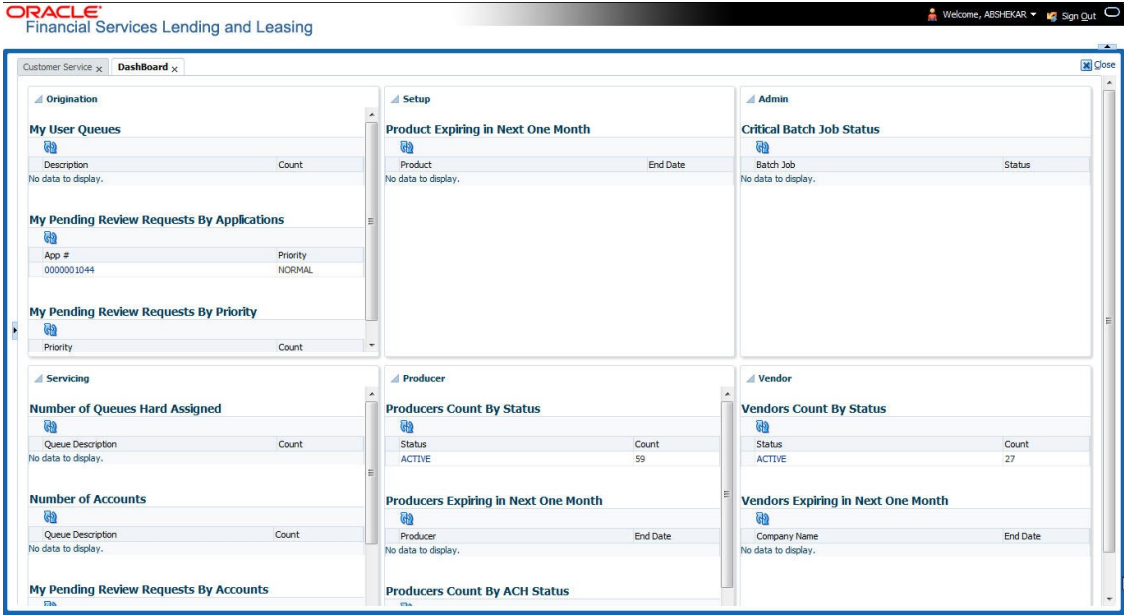 ORACLE
Financial Services Lending and Leasing
Welcome, ABSHEKAR
Sign Out
Customer Service
DashBoard
Close
Origination
My User Queues
Description Count
No data to display.
My Pending Review Requests By Applications
App # Priority
0000001044 NORMAL
My Pending Review Requests By Priority
Priority Count
Setup
Product Expiring in Next One Month
Product End Date
No data to display.
Admin
Critical Batch Job Status
Batch Job Status
No data to display.
Servicing
Number of Queues Hard Assigned
Queue Description Count
No data to display.
Number of Accounts
Queue Description Count
No data to display.
My Pending Review Requests By Accounts
Producer
Producers Count By Status
Status Count
ACTIVE 59
Producers Expiring in Next One Month
Producer End Date
No data to display.
Producers Count By ACH Status
Vendor
Vendors Count By Status
Status Count
ACTIVE 27
Vendors Expiring in Next One Month
Company Name End Date
No data to display.